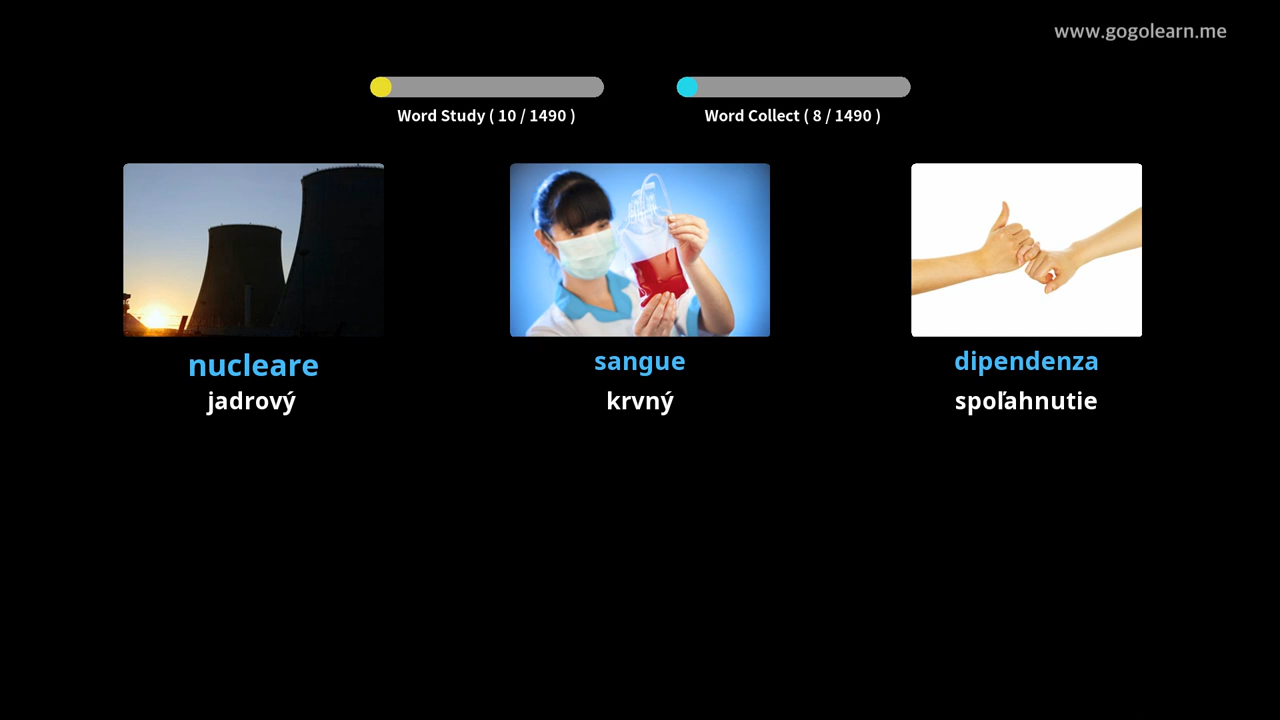 www.gogolearn.me
Word Study ( 10 / 1490 )
Word Collect ( 8 / 1490 )
nucleare
jadrový
sangue
krvný
dipendenza
spoľahnutie